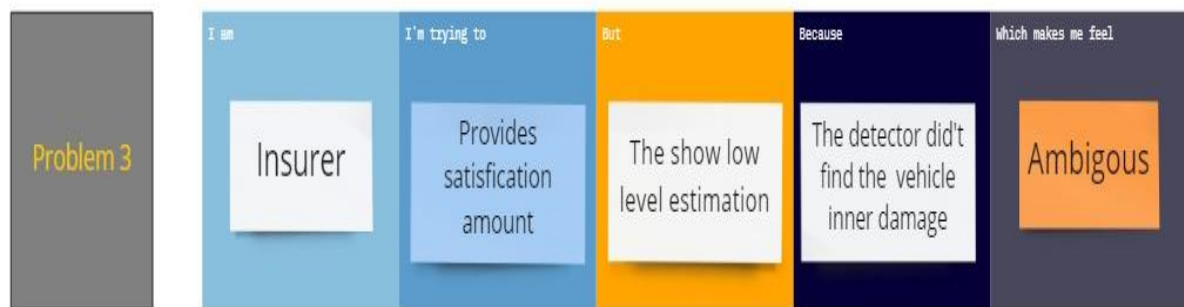 I am
I'm trying to
But
Because
Which makes me feel
Problem 3
Insurer
Provides
satisfication
amount
The show low
level estimation
The detector did't
find the vehicle
inner damage
Ambigous